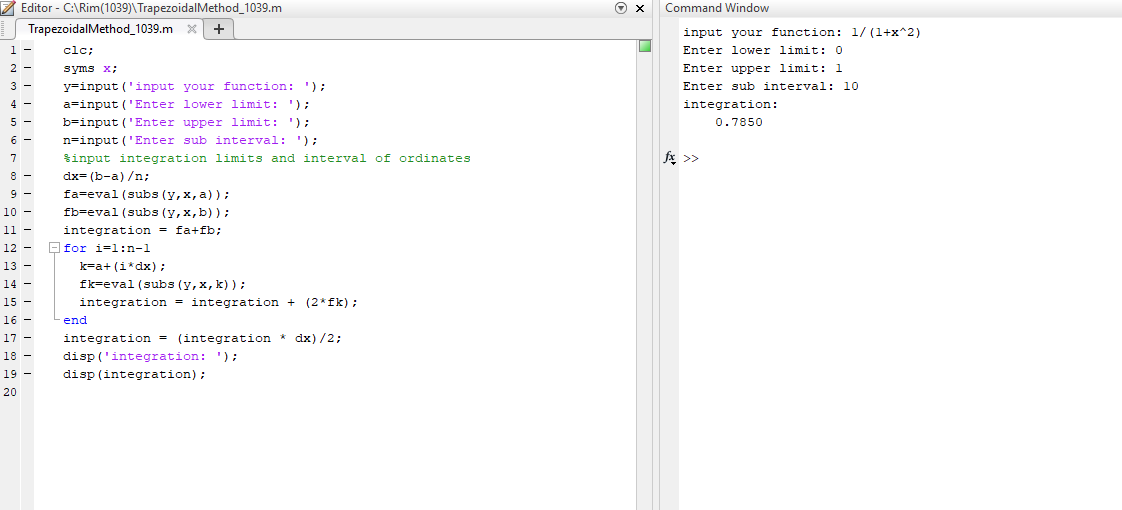 Editor - C:\Rim(1039)\TrapezoidalMethod_1039.m
TrapezoidalMethod_1039.m
+
1 - clc;
2 - syms x;
3 - y=input('input your function: ');
4 - a=input('Enter lower limit: ');
5 - b=input('Enter upper limit: ');
6 - n=input('Enter sub interval: ');
7 %input integration limits and interval of ordinates
8 - dx=(b-a)/n;
9 - fa=eval(subs(y,x,a));
10 - fb=eval(subs(y,x,b));
11 - integration = fa+fb;
12 - for i=1:n-1
13 - k=a+(i*dx);
14 - fk=eval(subs(y,x,k));
15 - integration = integration + (2*fk);
16 - end
17 - integration = (integration * dx)/2;
18 - disp('integration: ');
19 - disp(integration);
20
Command Window
input your function: 1/(1+x^2)
Enter lower limit: 0
Enter upper limit: 1
Enter sub interval: 10
integration:
0.7850
fx >>